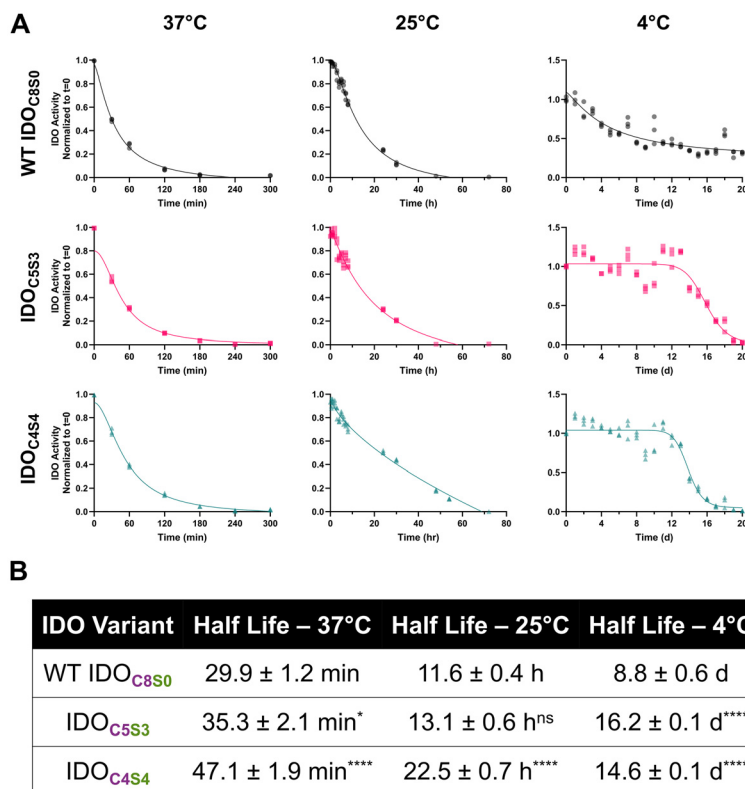 A
37°C 25°C 4°C
WT IDOC8S0
IDO Activity
Normalized to t=0
1.0
0.8
0.6
0.4
0.2
0.0
0 60 120 180 240 300
Time (min)
1.0
0.8
0.6
0.4
0.2
0.0
0 20 40 60 80
Time (h)
1.5
1.0
0.5
0.0
0 4 8 12 16 20
Time (d)
IDOC5S3
IDO Activity
Normalized to t=0
1.0
0.8
0.6
0.4
0.2
0.0
0 60 120 180 240 300
Time (min)
1.0
0.8
0.6
0.4
0.2
0.0
0 20 40 60 80
Time (h)
1.5
1.0
0.5
0.0
0 4 8 12 16 20
Time (d)
IDOC4S4
IDO Activity
Normalized to t=0
1.0
0.8
0.6
0.4
0.2
0.0
0 60 120 180 240 300
Time (min)
1.0
0.8
0.6
0.4
0.2
0.0
0 20 40 60 80
Time (hr)
1.5
1.0
0.5
0.0
0 4 8 12 16 20
Time (d)
B
IDO Variant Half Life – 37°C Half Life – 25°C Half Life – 4°C
WT IDOC8S0 29.9 ± 1.2 min 11.6 ± 0.4 h 8.8 ± 0.6 d
IDOC5S3 35.3 ± 2.1 min* 13.1 ± 0.6 hns 16.2 ± 0.1 d****
IDOC4S4 47.1 ± 1.9 min**** 22.5 ± 0.7 h**** 14.6 ± 0.1 d****